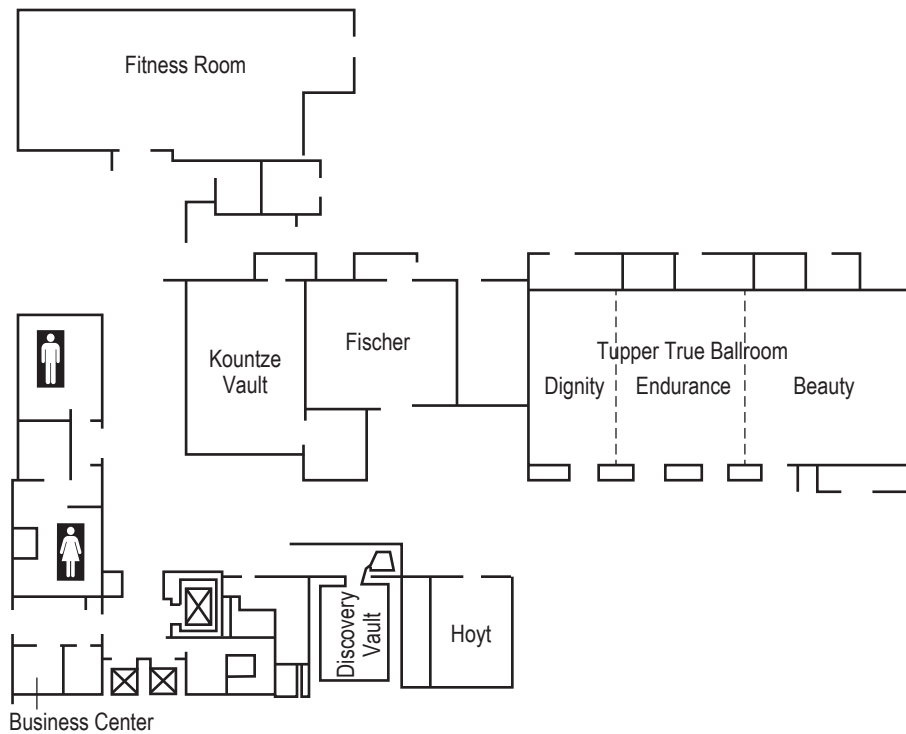 Fitness Room
Kountze
Vault
Fischer
Tupper True Ballroom
Dignity
Endurance
Beauty
Discovery
Vault
Hoyt
Business Center